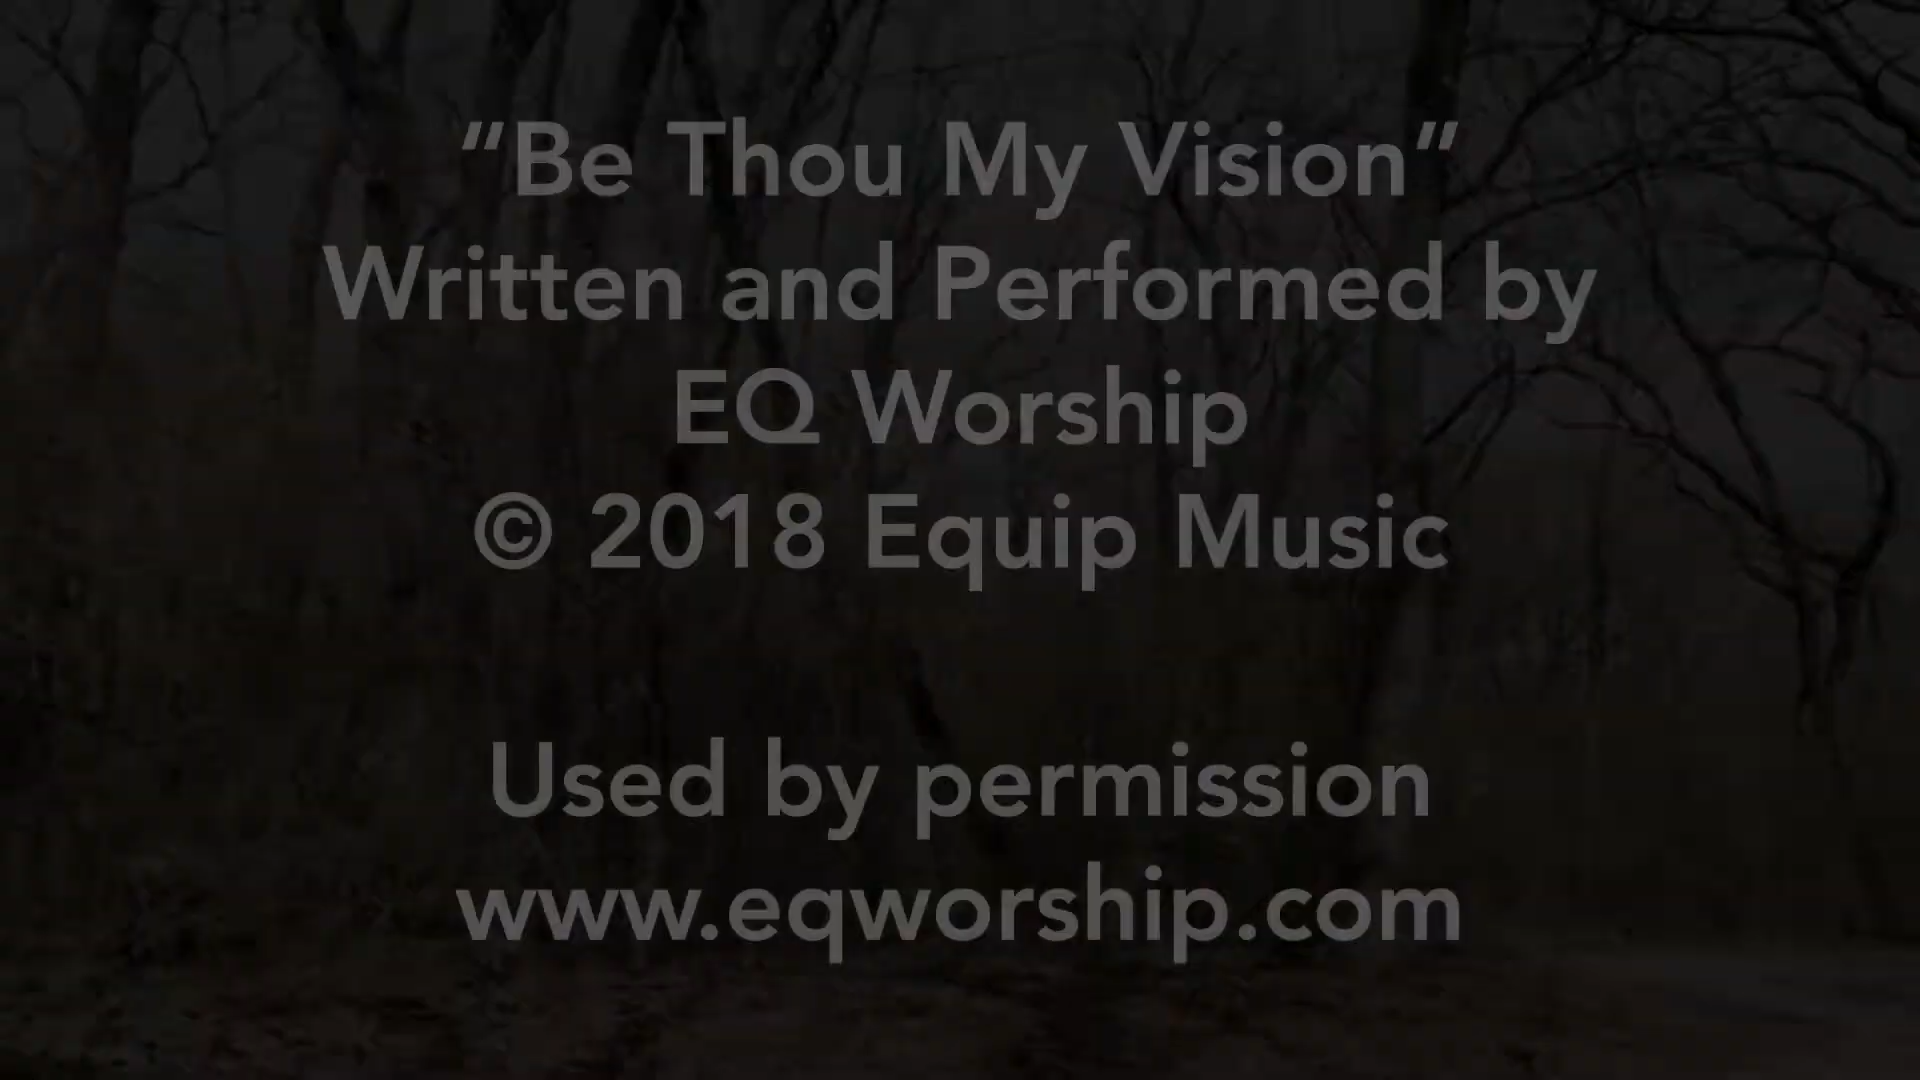 “Be Thou My Vision”
Written and Performed by
EQ Worship
© 2018 Equip Music
Used by permission
www.eqworship.com